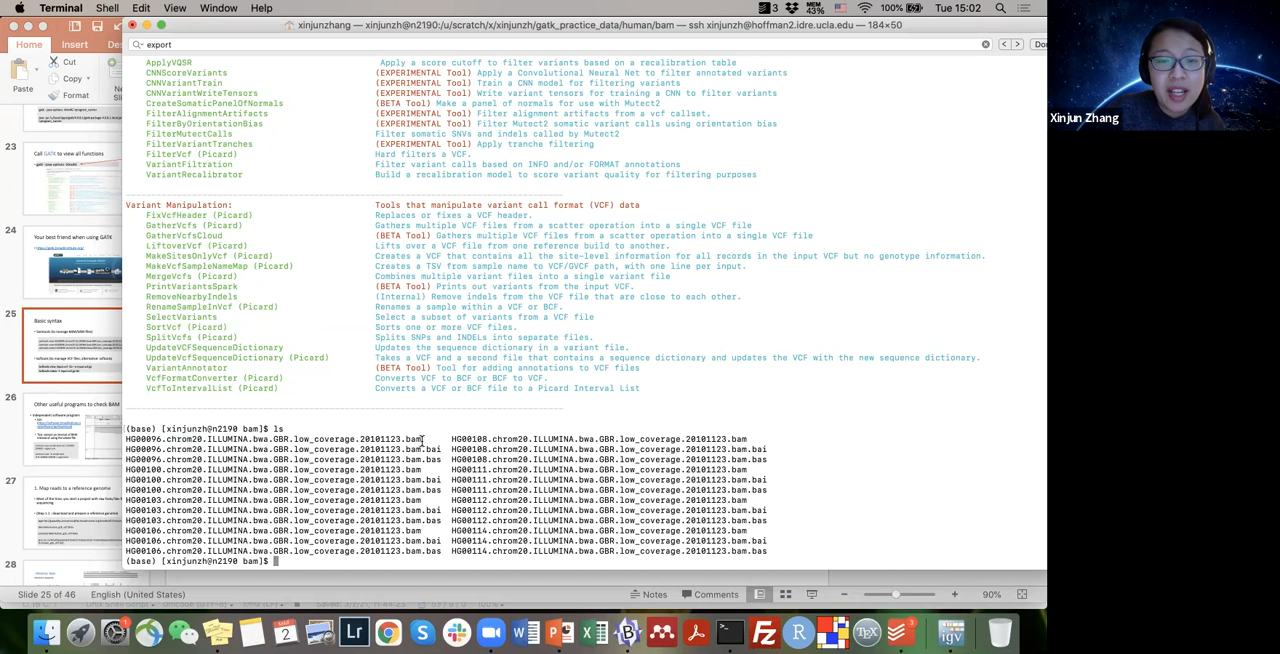 Terminal Shell Edit View Window Help
3 MEM 43% 100% Tue 15:02
xinjunzhang — xinjunzh@n2190:/u/scratch/x/xinjunzh/gatk_practice_data/human/bam — ssh xinjunzh@hoffman2.idre.ucla.edu — 184×50
export
Home Insert
Cut
Copy
Format
Paste
ApplyVQSR Apply a score cutoff to filter variants based on a recalibration table
CNNScoreVariants (EXPERIMENTAL Tool) Apply a Convolutional Neural Net to filter annotated variants
CNNVariantTrain (EXPERIMENTAL Tool) Train a CNN model for filtering variants
CNNVariantWriteTensors (EXPERIMENTAL Tool) Write variant tensors for training a CNN to filter variants
CreateSomaticPanelOfNormals (BETA Tool) Make a panel of normals for use with Mutect2
FilterAlignmentArtifacts (EXPERIMENTAL Tool) Filter alignment artifacts from a vcf callset.
FilterByOrientationBias (EXPERIMENTAL Tool) Filter Mutect2 somatic variant calls using orientation bias
FilterMutectCalls Filter somatic SNVs and indels called by Mutect2
FilterVariantTranches (EXPERIMENTAL Tool) Apply tranche filtering
FilterVcf (Picard) Hard filters a VCF.
VariantFiltration Filter variant calls based on INFO and/or FORMAT annotations
VariantRecalibrator Build a recalibration model to score variant quality for filtering purposes
Variant Manipulation: Tools that manipulate variant call format (VCF) data
FixVcfHeader (Picard) Replaces or fixes a VCF header.
GatherVcfs (Picard) Gathers multiple VCF files from a scatter operation into a single VCF file
GatherVcfsCloud (BETA Tool) Gathers multiple VCF files from a scatter operation into a single VCF file
LiftoverVcf (Picard) Lifts over a VCF file from one reference build to another.
MakeSitesOnlyVcf (Picard) Creates a VCF that contains all the site-level information for all records in the input VCF but no genotype information.
MakeVcfSampleNameMap (Picard) Creates a TSV from sample name to VCF/GVCF path, with one line per input.
MergeVcfs (Picard) Combines multiple variant files into a single variant file
PrintVariantsSpark (BETA Tool) Prints out variants from the input VCF.
RemoveNearbyIndels (Internal) Remove indels from the VCF file that are close to each other.
RenameSampleInVcf (Picard) Renames a sample within a VCF or BCF.
SelectVariants Select a subset of variants from a VCF file
SortVcf (Picard) Sorts one or more VCF files.
SplitVcfs (Picard) Splits SNPs and INDELs into separate files.
UpdateVCFSequenceDictionary Updates the sequence dictionary in a variant file.
UpdateVcfSequenceDictionary (Picard) Takes a VCF and a second file that contains a sequence dictionary and updates the VCF with the new sequence dictionary.
VariantAnnotator (BETA Tool) Tool for adding annotations to VCF files
VcfFormatConverter (Picard) Converts VCF to BCF or BCF to VCF.
VcfToIntervalList (Picard) Converts a VCF or BCF file to a Picard Interval List
(base) [xinjunzh@n2190 bam]$ ls
HG00096.chrom20.ILLUMINA.bwa.GBR.low_coverage.20101123.bam HG00108.chrom20.ILLUMINA.bwa.GBR.low_coverage.20101123.bam
HG00096.chrom20.ILLUMINA.bwa.GBR.low_coverage.20101123.bam.bai HG00108.chrom20.ILLUMINA.bwa.GBR.low_coverage.20101123.bam.bai
HG00096.chrom20.ILLUMINA.bwa.GBR.low_coverage.20101123.bam.bas HG00108.chrom20.ILLUMINA.bwa.GBR.low_coverage.20101123.bam.bas
HG00100.chrom20.ILLUMINA.bwa.GBR.low_coverage.20101123.bam HG00111.chrom20.ILLUMINA.bwa.GBR.low_coverage.20101123.bam
HG00100.chrom20.ILLUMINA.bwa.GBR.low_coverage.20101123.bam.bai HG00111.chrom20.ILLUMINA.bwa.GBR.low_coverage.20101123.bam.bai
HG00100.chrom20.ILLUMINA.bwa.GBR.low_coverage.20101123.bam.bas HG00111.chrom20.ILLUMINA.bwa.GBR.low_coverage.20101123.bam.bas
HG00103.chrom20.ILLUMINA.bwa.GBR.low_coverage.20101123.bam HG00112.chrom20.ILLUMINA.bwa.GBR.low_coverage.20101123.bam
HG00103.chrom20.ILLUMINA.bwa.GBR.low_coverage.20101123.bam.bai HG00112.chrom20.ILLUMINA.bwa.GBR.low_coverage.20101123.bam.bai
HG00103.chrom20.ILLUMINA.bwa.GBR.low_coverage.20101123.bam.bas HG00112.chrom20.ILLUMINA.bwa.GBR.low_coverage.20101123.bam.bas
HG00106.chrom20.ILLUMINA.bwa.GBR.low_coverage.20101123.bam HG00114.chrom20.ILLUMINA.bwa.GBR.low_coverage.20101123.bam
HG00106.chrom20.ILLUMINA.bwa.GBR.low_coverage.20101123.bam.bai HG00114.chrom20.ILLUMINA.bwa.GBR.low_coverage.20101123.bam.bai
HG00106.chrom20.ILLUMINA.bwa.GBR.low_coverage.20101123.bam.bas HG00114.chrom20.ILLUMINA.bwa.GBR.low_coverage.20101123.bam.bas
(base) [xinjunzh@n2190 bam]$
23
Call GATK to view all functions
24
Your best friend when using GATK
25
Basic syntax
26
Other useful programs to check BAM
27
1. Map reads to a reference genome
28
Slide 25 of 46 English (United States) Notes Comments 90%
Xinjun Zhang